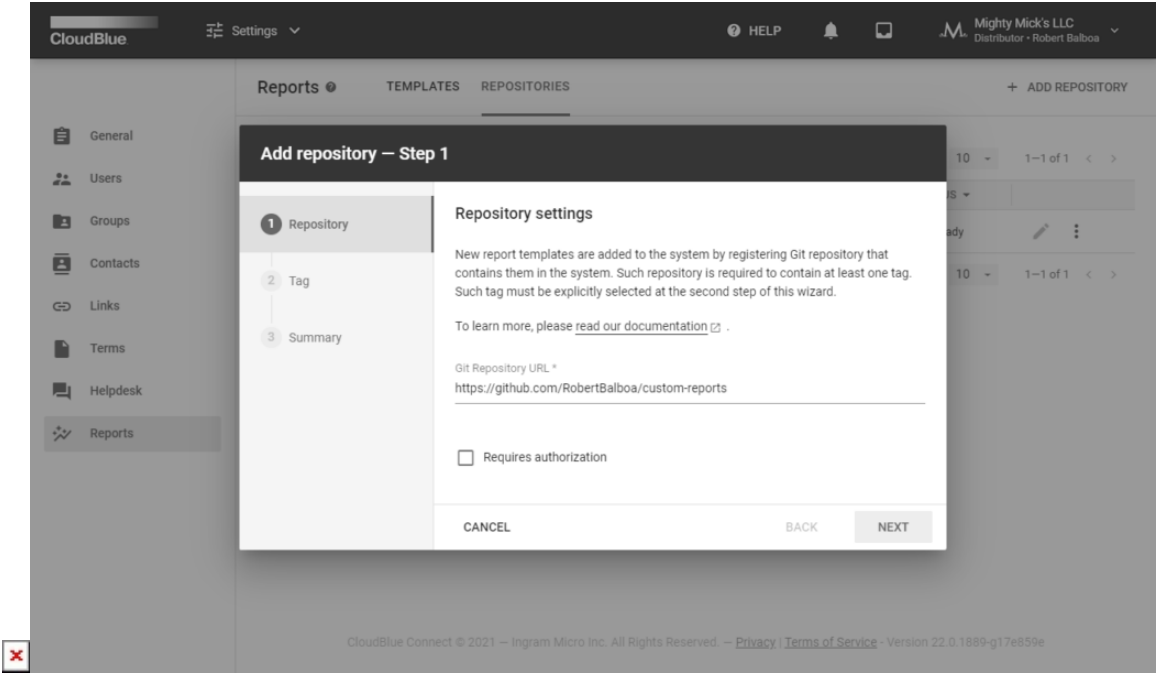 CloudBlue
Settings
HELP
Mighty Mick's LLC
Distributor • Robert Balboa
Reports
TEMPLATES
REPOSITORIES
+ ADD REPOSITORY
General
Users
Groups
Contacts
Links
Terms
Helpdesk
Reports
10
1–1 of 1
US
ady
10
1–1 of 1
Add repository – Step 1
1 Repository
2 Tag
3 Summary
Repository settings
New report templates are added to the system by registering Git repository that
contains them in the system. Such repository is required to contain at least one tag.
Such tag must be explicitly selected at the second step of this wizard.
To learn more, please read our documentation .
Git Repository URL *
https://github.com/RobertBalboa/custom-reports
Requires authorization
CANCEL
BACK
NEXT
CloudBlue Connect © 2021 – Ingram Micro Inc. All Rights Reserved. – Privacy | Terms of Service - Version 22.0.1889-g17e859e